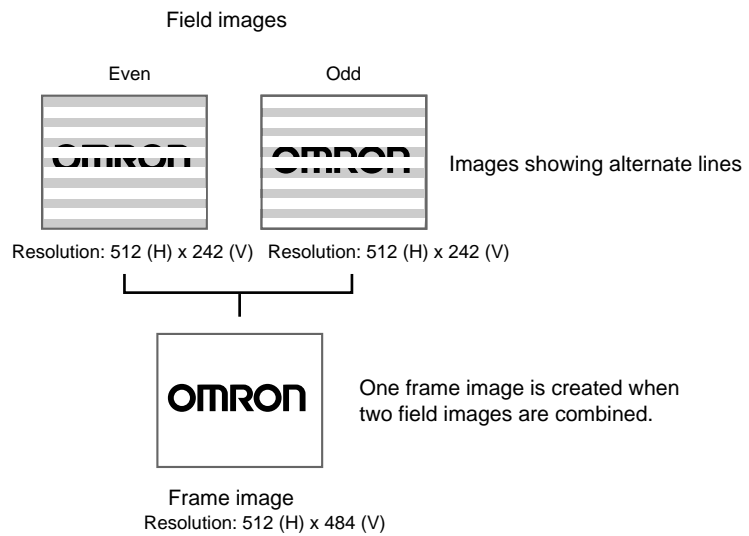 Field images
Even
Odd
OMRON
OMRON
Images showing alternate lines
Resolution: 512 (H) x 242 (V)
Resolution: 512 (H) x 242 (V)
OMRON
One frame image is created when
two field images are combined.
Frame image
Resolution: 512 (H) x 484 (V)